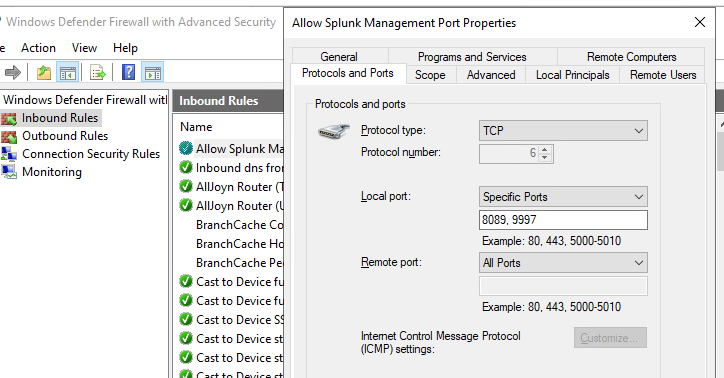 Windows Defender Firewall with Advanced Security
Action View Help
Windows Defender Firewall witl
Inbound Rules
Outbound Rules
Connection Security Rules
Monitoring
Inbound Rules
Name
Allow Splunk Ma
Inbound dns fror
AllJoyn Router (T
AllJoyn Router (U
BranchCache Co
BranchCache Ho
BranchCache Pee
Cast to Device fu
Cast to Device fu
Cast to Device SS
Cast to Device st
Cast to Device st
Cast to Device st
Allow Splunk Management Port Properties
General Programs and Services Remote Computers
Protocols and Ports Scope Advanced Local Principals Remote Users
Protocols and ports
Protocol type: TCP
Protocol number: 6
Local port: Specific Ports
8089, 9997
Example: 80, 443, 5000-5010
Remote port: All Ports
Example: 80, 443, 5000-5010
Internet Control Message Protocol
(ICMP) settings: Customize...